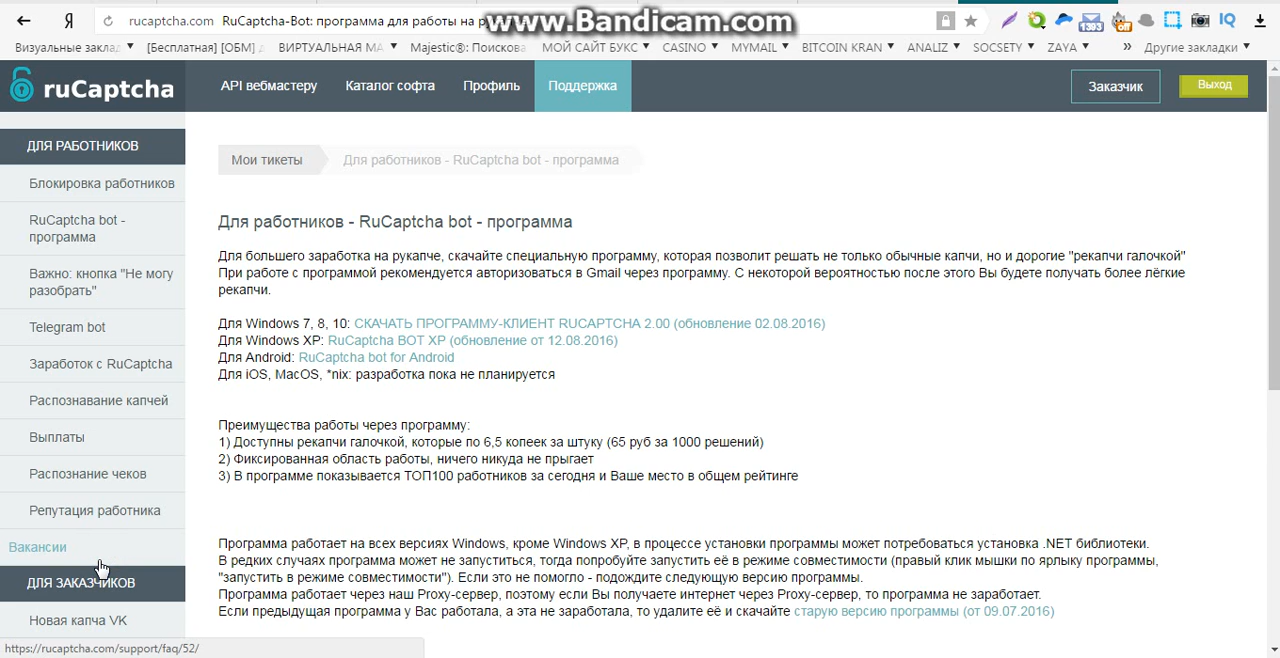 Я
rucaptcha.com RuCaptcha-Bot: программа для работы на
www.Bandicam.com
1393
off
IQ
Визуальные заклад
[Бесплатная] [ОБМ]
ВИРТУАЛЬНАЯ МА
Majestic®: Поискова
МОЙ САЙТ БУКС
CASINO
MYMAIL
BITCOIN KRAN
ANALIZ
SOCSETY
ZAYA
»
Другие закладки
ruCaptcha
API вебмастеру
Каталог софта
Профиль
Поддержка
Заказчик
Выход
ДЛЯ РАБОТНИКОВ
Блокировка работников
RuCaptcha bot -
программа
Важно: кнопка "Не могу
разобрать"
Telegram bot
Заработок с RuCaptcha
Распознавание капчей
Выплаты
Распознание чеков
Репутация работника
Вакансии
ДЛЯ ЗАКАЗЧИКОВ
Новая капча VK
https://rucaptcha.com/support/faq/52/
Мои тикеты
Для работников - RuCaptcha bot - программа
Для работников - RuCaptcha bot - программа
Для большего заработка на рукапче, скачайте специальную программу, которая позволит решать не только обычные капчи, но и дорогие "рекапчи галочкой"
При работе с программой рекомендуется авторизоваться в Gmail через программу. С некоторой вероятностью после этого Вы будете получать более лёгкие
рекапчи.
Для Windows 7, 8, 10: СКАЧАТЬ ПРОГРАММУ-КЛИЕНТ RUCAPTCHA 2.00 (обновление 02.08.2016)
Для Windows XP: RuCaptcha BOT XP (обновление от 12.08.2016)
Для Android: RuCaptcha bot for Android
Для iOS, MacOS, *nix: разработка пока не планируется
Преимущества работы через программу:
1) Доступны рекапчи галочкой, которые по 6,5 копеек за штуку (65 руб за 1000 решений)
2) Фиксированная область работы, ничего никуда не прыгает
3) В программе показывается ТОП100 работников за сегодня и Ваше место в общем рейтинге
Программа работает на всех версиях Windows, кроме Windows XP, в процессе установки программы может потребоваться установка .NET библиотеки.
В редких случаях программа может не запуститься, тогда попробуйте запустить её в режиме совместимости (правый клик мышки по ярлыку программы,
"запустить в режиме совместимости"). Если это не помогло - подождите следующую версию программы.
Программа работает через наш Proxy-сервер, поэтому если Вы получаете интернет через Proxy-сервер, то программа не заработает.
Если предыдущая программа у Вас работала, а эта не заработала, то удалите её и скачайте старую версию программы (от 09.07.2016)